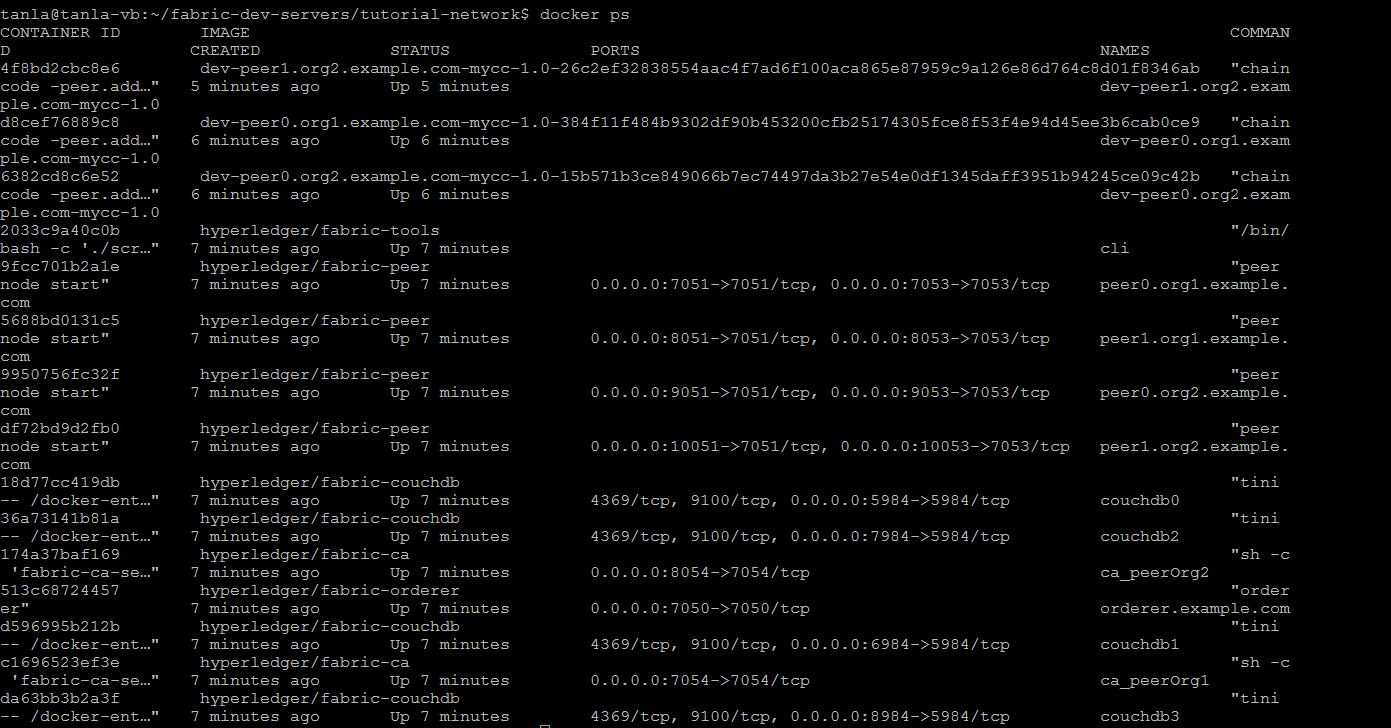 tanla@tanla-vb:~/fabric-dev-servers/tutorial-network$ docker ps
CONTAINER ID        IMAGE                                                                                                  COMMAN
D                  CREATED             STATUS              PORTS                                              NAMES
4f8bd2cbc8e6        dev-peer1.org2.example.com-mycc-1.0-26c2ef32838554aac4f7ad6f100aca865e87959c9a126e86d764c8d01f8346ab   "chain
code -peer.add…"   5 minutes ago       Up 5 minutes                                                           dev-peer1.org2.exam
ple.com-mycc-1.0
d8cef76889c8        dev-peer0.org1.example.com-mycc-1.0-384f11f484b9302df90b453200cfb25174305fce8f53f4e94d45ee3b6cab0ce9   "chain
code -peer.add…"   6 minutes ago       Up 6 minutes                                                           dev-peer0.org1.exam
ple.com-mycc-1.0
6382cd8c6e52        dev-peer0.org2.example.com-mycc-1.0-15b571b3ce849066b7ec74497da3b27e54e0df1345daff3951b94245ce09c42b   "chain
code -peer.add…"   6 minutes ago       Up 6 minutes                                                           dev-peer0.org2.exam
ple.com-mycc-1.0
2033c9a40c0b        hyperledger/fabric-tools                                                                               "/bin/
bash -c './scr…"   7 minutes ago       Up 7 minutes                                                           cli
9fcc701b2a1e        hyperledger/fabric-peer                                                                                "peer
node start"        7 minutes ago       Up 7 minutes        0.0.0.0:7051->7051/tcp, 0.0.0.0:7053->7053/tcp     peer0.org1.example.
com
5688bd0131c5        hyperledger/fabric-peer                                                                                "peer
node start"        7 minutes ago       Up 7 minutes        0.0.0.0:8051->7051/tcp, 0.0.0.0:8053->7053/tcp     peer1.org1.example.
com
9950756fc32f        hyperledger/fabric-peer                                                                                "peer
node start"        7 minutes ago       Up 7 minutes        0.0.0.0:9051->7051/tcp, 0.0.0.0:9053->7053/tcp     peer0.org2.example.
com
df72bd9d2fb0        hyperledger/fabric-peer                                                                                "peer
node start"        7 minutes ago       Up 7 minutes        0.0.0.0:10051->7051/tcp, 0.0.0.0:10053->7053/tcp   peer1.org2.example.
com
18d77cc419db        hyperledger/fabric-couchdb                                                                             "tini
-- /docker-ent…"   7 minutes ago       Up 7 minutes        4369/tcp, 9100/tcp, 0.0.0.0:5984->5984/tcp         couchdb0
36a73141b81a        hyperledger/fabric-couchdb                                                                             "tini
-- /docker-ent…"   7 minutes ago       Up 7 minutes        4369/tcp, 9100/tcp, 0.0.0.0:7984->5984/tcp         couchdb2
174a37baf169        hyperledger/fabric-ca                                                                                  "sh -c
 'fabric-ca-se…"   7 minutes ago       Up 7 minutes        0.0.0.0:8054->7054/tcp                             ca_peerOrg2
513c68724457        hyperledger/fabric-orderer                                                                             "order
er"                7 minutes ago       Up 7 minutes        0.0.0.0:7050->7050/tcp                             orderer.example.com
d596995b212b        hyperledger/fabric-couchdb                                                                             "tini
-- /docker-ent…"   7 minutes ago       Up 7 minutes        4369/tcp, 9100/tcp, 0.0.0.0:6984->5984/tcp         couchdb1
c1696523ef3e        hyperledger/fabric-ca                                                                                  "sh -c
 'fabric-ca-se…"   7 minutes ago       Up 7 minutes        0.0.0.0:7054->7054/tcp                             ca_peerOrg1
da63bb3b2a3f        hyperledger/fabric-couchdb                                                                             "tini
-- /docker-ent…"   7 minutes ago       Up 7 minutes        4369/tcp, 9100/tcp, 0.0.0.0:8984->5984/tcp         couchdb3